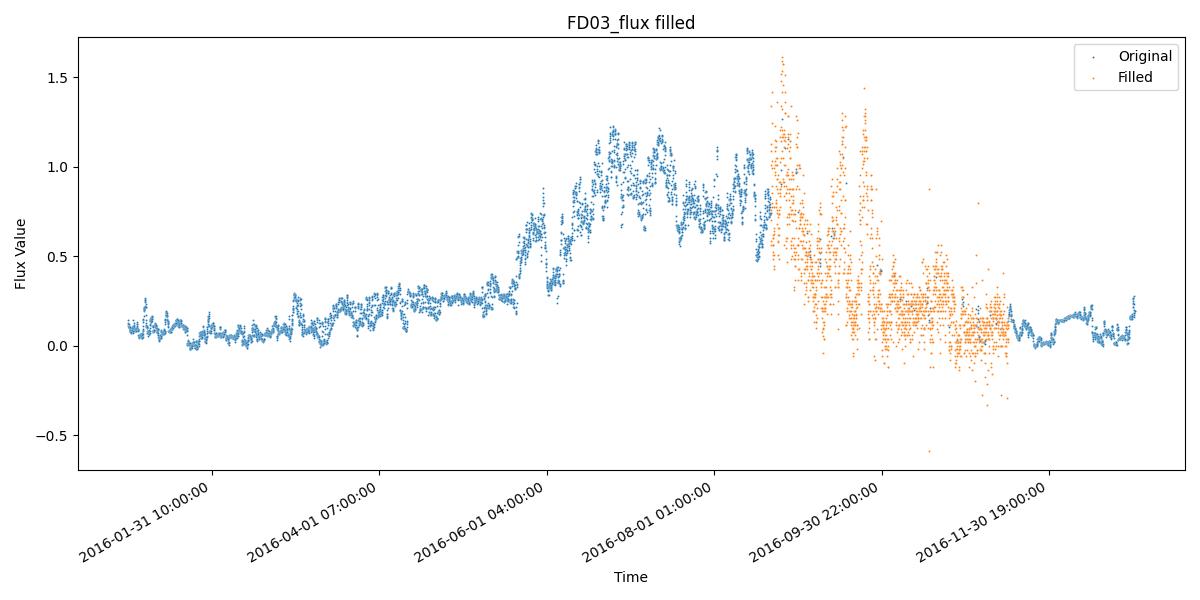 FD03_flux filled
Original
Filled
Flux Value
1.5
1.0
0.5
0.0
−0.5
2016-01-31 10:00:00
2016-04-01 07:00:00
2016-06-01 04:00:00
2016-08-01 01:00:00
2016-09-30 22:00:00
2016-11-30 19:00:00
Time